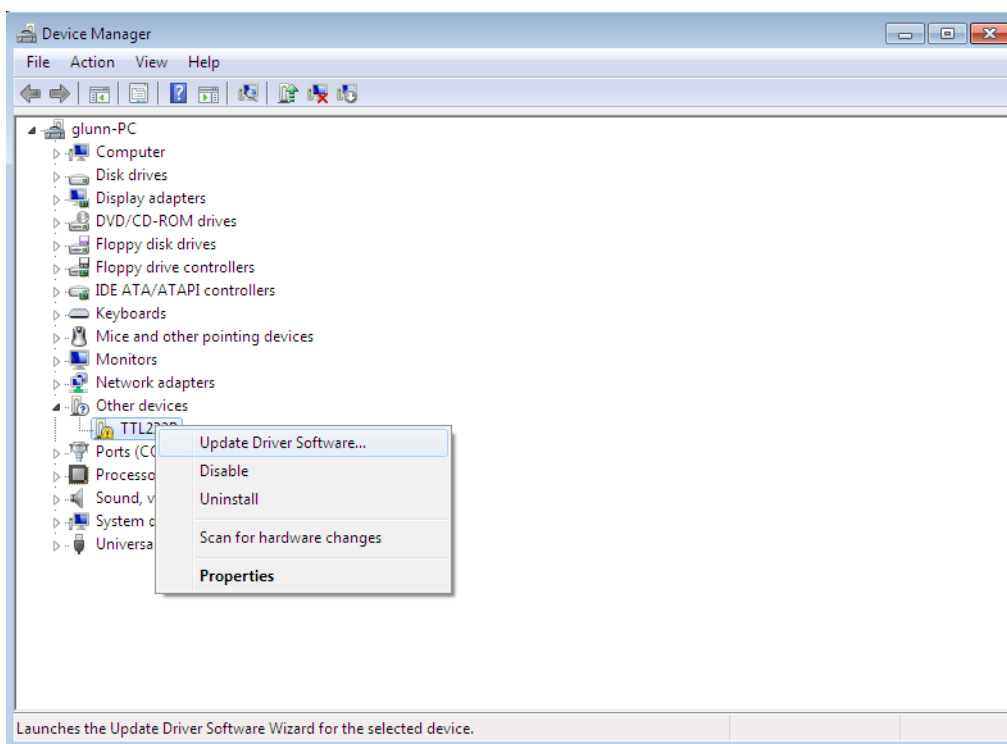 Device Manager
File Action View Help
glunn-PC
Computer
Disk drives
Display adapters
DVD/CD-ROM drives
Floppy disk drives
Floppy drive controllers
IDE ATA/ATAPI controllers
Keyboards
Mice and other pointing devices
Monitors
Network adapters
Other devices
Ports
Sound,
System
Update Driver Software...
Disable
Uninstall
Scan for hardware changes
Properties
Launches the Update Driver Software Wizard for the selected device.